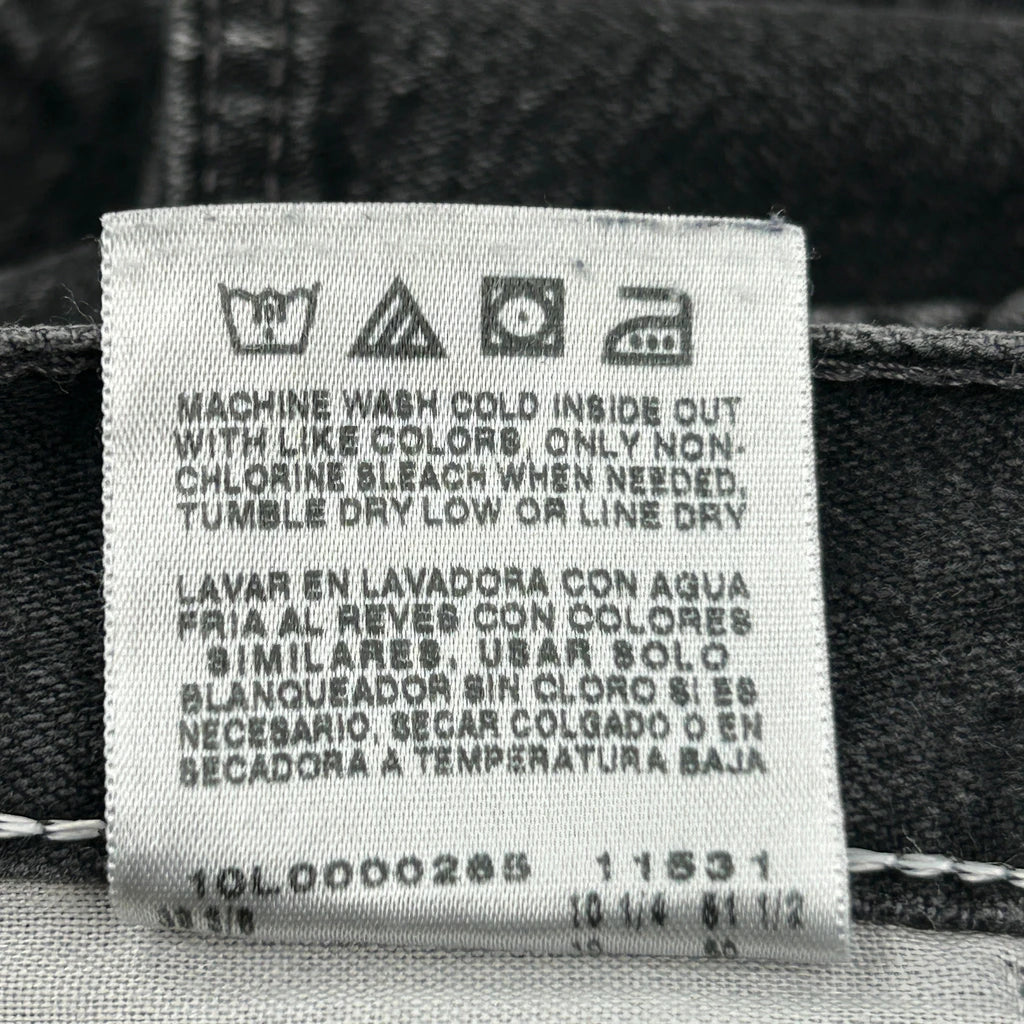 MACHINE WASH COLD INSIDE OUT
WITH LIKE COLORS, ONLY NON-
CHLORINE BLEACH WHEN NEEDED,
TUMBLE DRY LOW OR LINE DRY
LAVAR EN LAVADORA CON AGUA
FRIA AL REVES CON COLORES
SIMILARES, USAR SOLO
BLANQUEADOR SIN CLORO SI ES
NECESARIO, SECAR COLGADO O EN
SECADORA A TEMPERATURA BAJA
10L0000265 11531
10 1/4 1/2